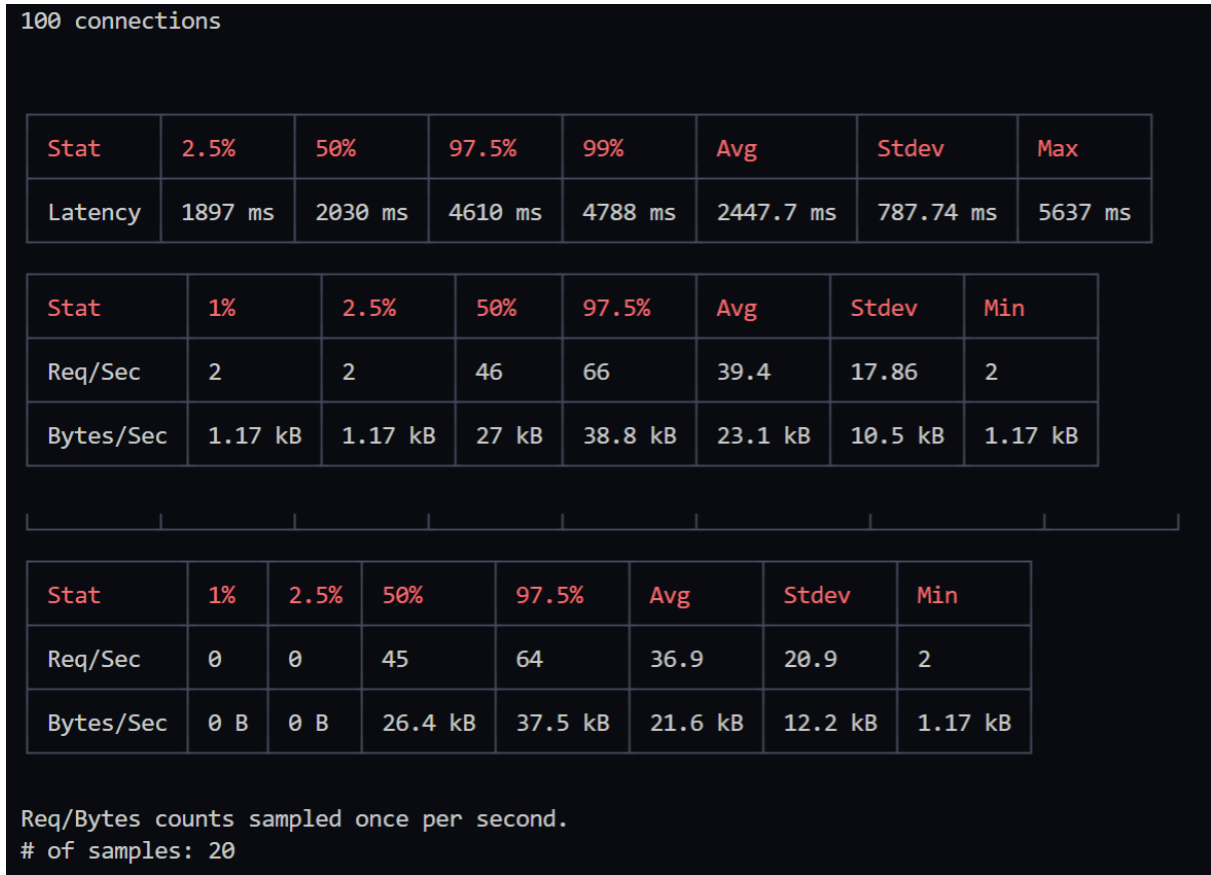 100 connections
Stat 2.5% 50% 97.5% 99% Avg Stdev Max
Latency 1897 ms 2030 ms 4610 ms 4788 ms 2447.7 ms 787.74 ms 5637 ms
Stat 1% 2.5% 50% 97.5% Avg Stdev Min
Req/Sec 2 2 46 66 39.4 17.86 2
Bytes/Sec 1.17 kB 1.17 kB 27 kB 38.8 kB 23.1 kB 10.5 kB 1.17 kB
Stat 1% 2.5% 50% 97.5% Avg Stdev Min
Req/Sec 0 0 45 64 36.9 20.9 2
Bytes/Sec 0 B 0 B 26.4 kB 37.5 kB 21.6 kB 12.2 kB 1.17 kB
Req/Bytes counts sampled once per second.
# of samples: 20